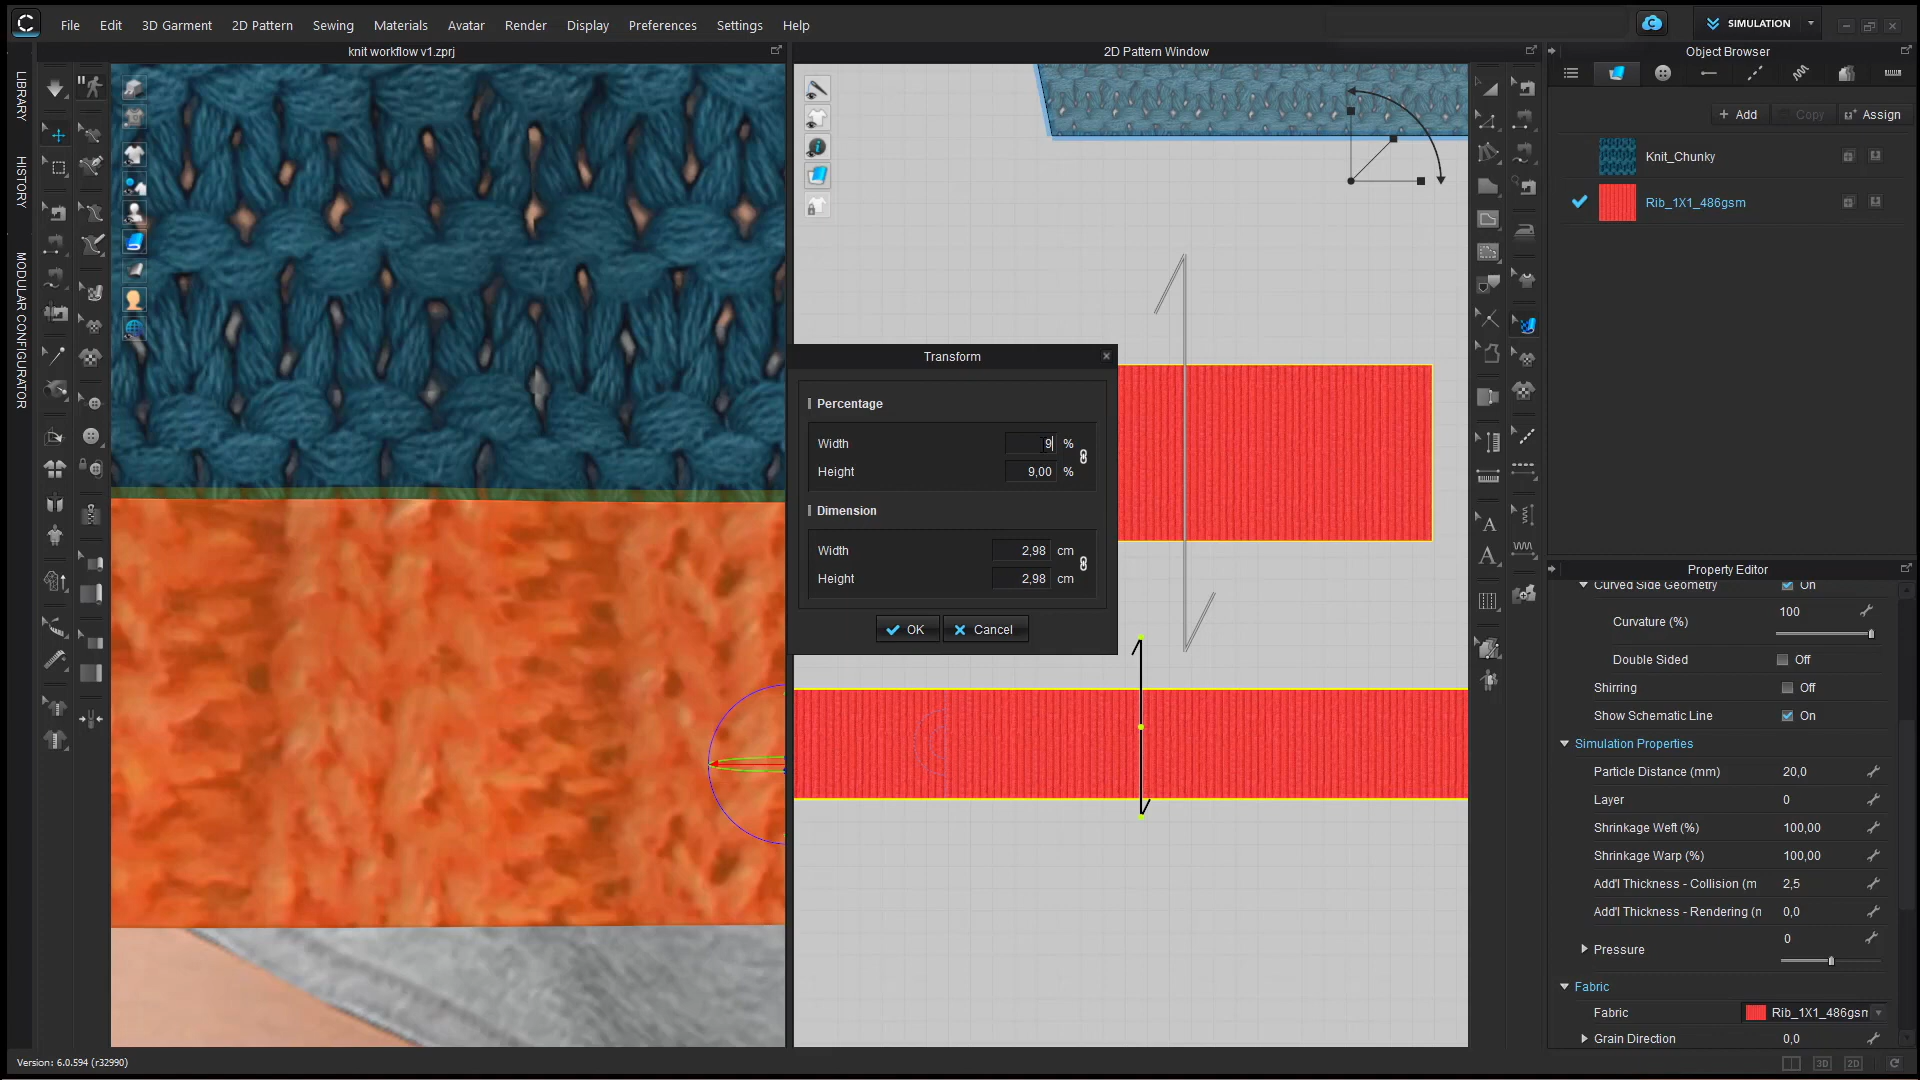 File Edit 3D Garment 2D Pattern Sewing Materials Avatar Render Display Preferences Settings Help
SIMULATION
knit workflow v1.zprj
2D Pattern Window
Object Browser
LIBRARY
HISTORY
MODULAR CONFIGURATOR
+ Add
Copy
Assign
Knit_Chunky
Rib_1X1_486gsm
Transform
Percentage
Width 9 %
Height 9,00 %
Dimension
Width 2,98 cm
Height 2,98 cm
OK
Cancel
Property Editor
Curved Side Geometry On
Curvature (%) 100
Double Sided Off
Shirring Off
Show Schematic Line On
Simulation Properties
Particle Distance (mm) 20,0
Layer 0
Shrinkage Weft (%) 100,00
Shrinkage Warp (%) 100,00
Add'l Thickness - Collision (m 2,5
Add'l Thickness - Rendering (n 0,0
Pressure 0
Fabric
Fabric Rib_1X1_486gsm
Grain Direction 0,0
Version: 6.0.594 (r32990)
3D
2D